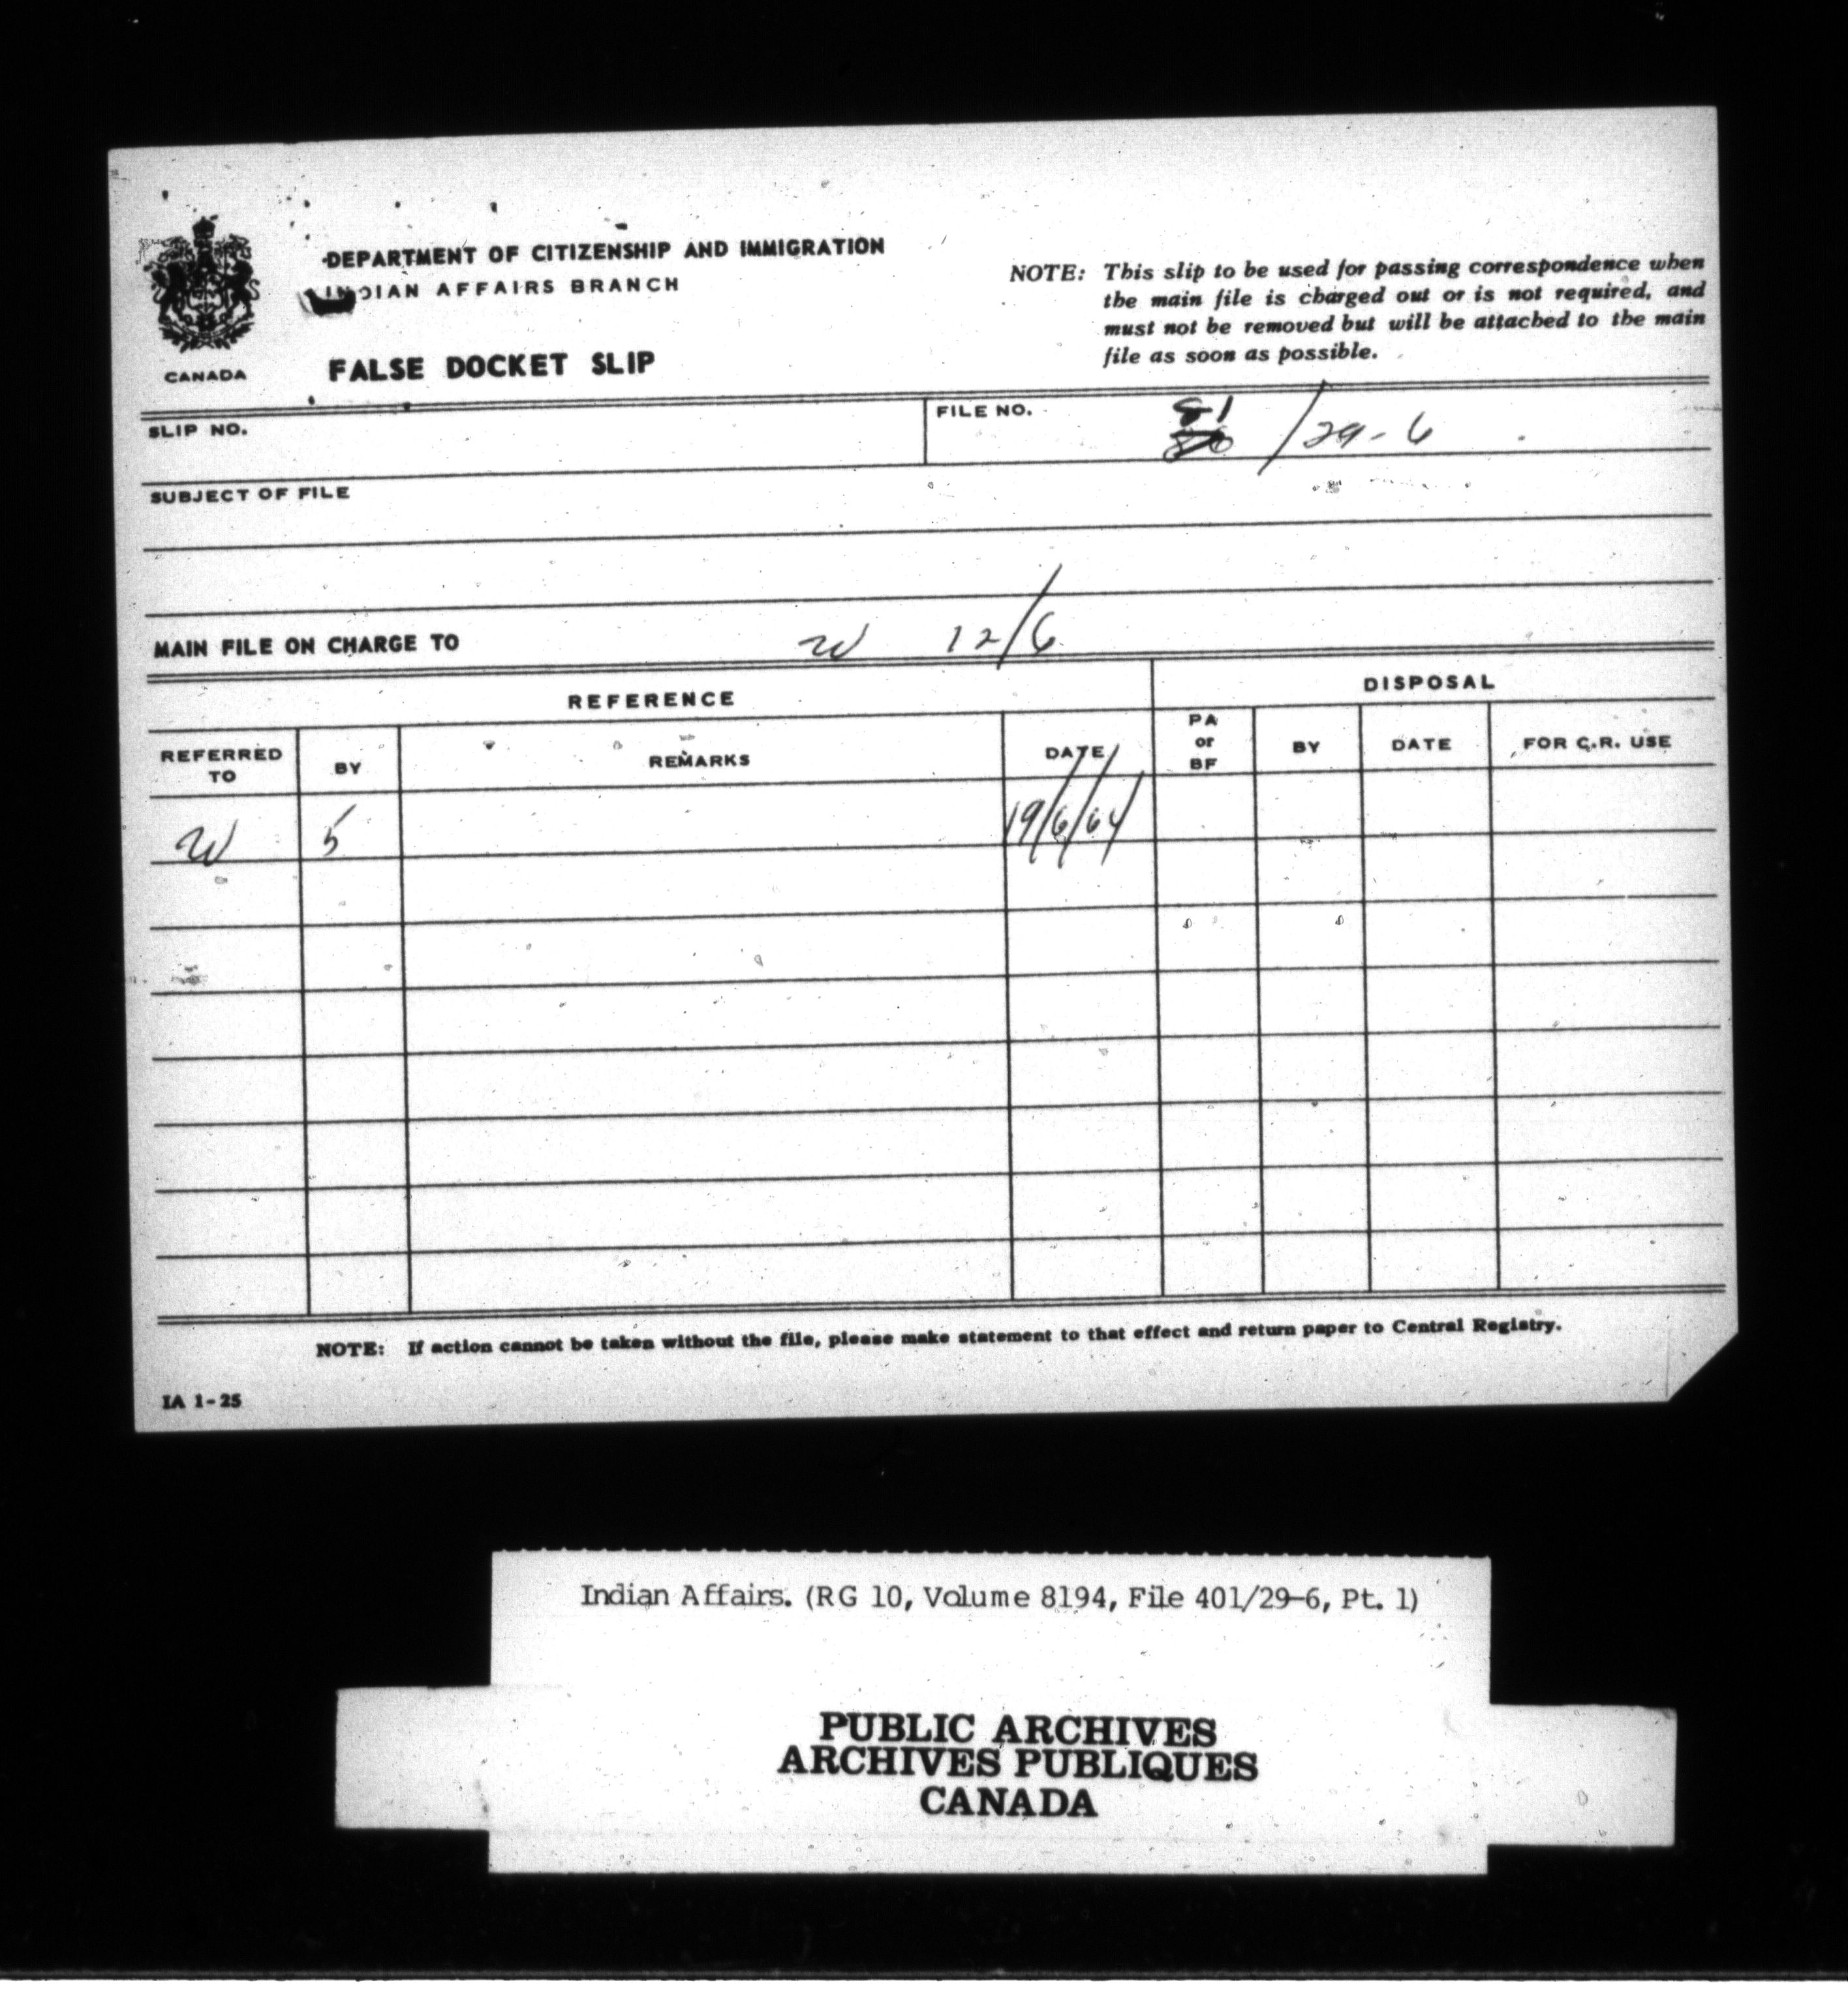 DEPARTMENT OF CITIZENSHIP AND IMMIGRATION
INDIAN AFFAIRS BRANCH
FALSE DOCKET SLIP
CANADA
NOTE: This slip to be used for passing correspondence when
the main file is charged out or is not required, and
must not be removed but will be attached to the main
file as soon as possible.
SLIP NO.
FILE NO. 81 /29-6
SUBJECT OF FILE
MAIN FILE ON CHARGE TO W 12/6
REFERENCE DISPOSAL
REFERRED TO BY REMARKS DATE PA or BF BY DATE FOR C.R. USE
W 5 19/6/64
NOTE: If action cannot be taken without the file, please make statement to that effect and return paper to Central Registry.
IA 1-25
Indian Affairs. (RG 10, Volume 8194, File 401/29-6, Pt. 1)
PUBLIC ARCHIVES
ARCHIVES PUBLIQUES
CANADA